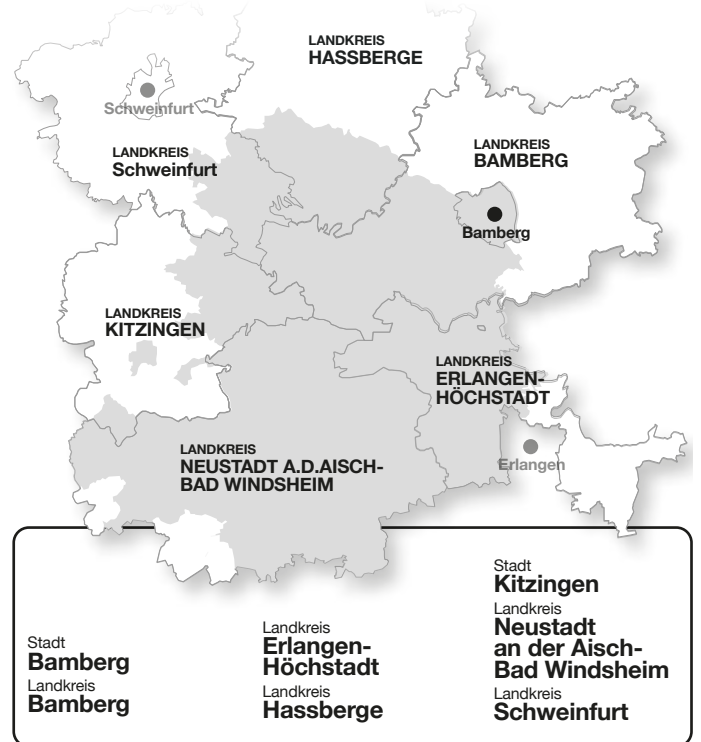 LANDKREIS
HASSBERGE
Schweinfurt
LANDKREIS
Schweinfurt
LANDKREIS
BAMBERG
Bamberg
LANDKREIS
KITZINGEN
LANDKREIS
ERLANGEN-
HÖCHSTADT
LANDKREIS
NEUSTADT A.D.AISCH-
BAD WINDSHEIM
Erlangen
Stadt
Bamberg
Landkreis
Bamberg
Landkreis
Erlangen-
Höchstadt
Landkreis
Hassberge
Stadt
Kitzingen
Landkreis
Neustadt
an der Aisch-
Bad Windsheim
Landkreis
Schweinfurt